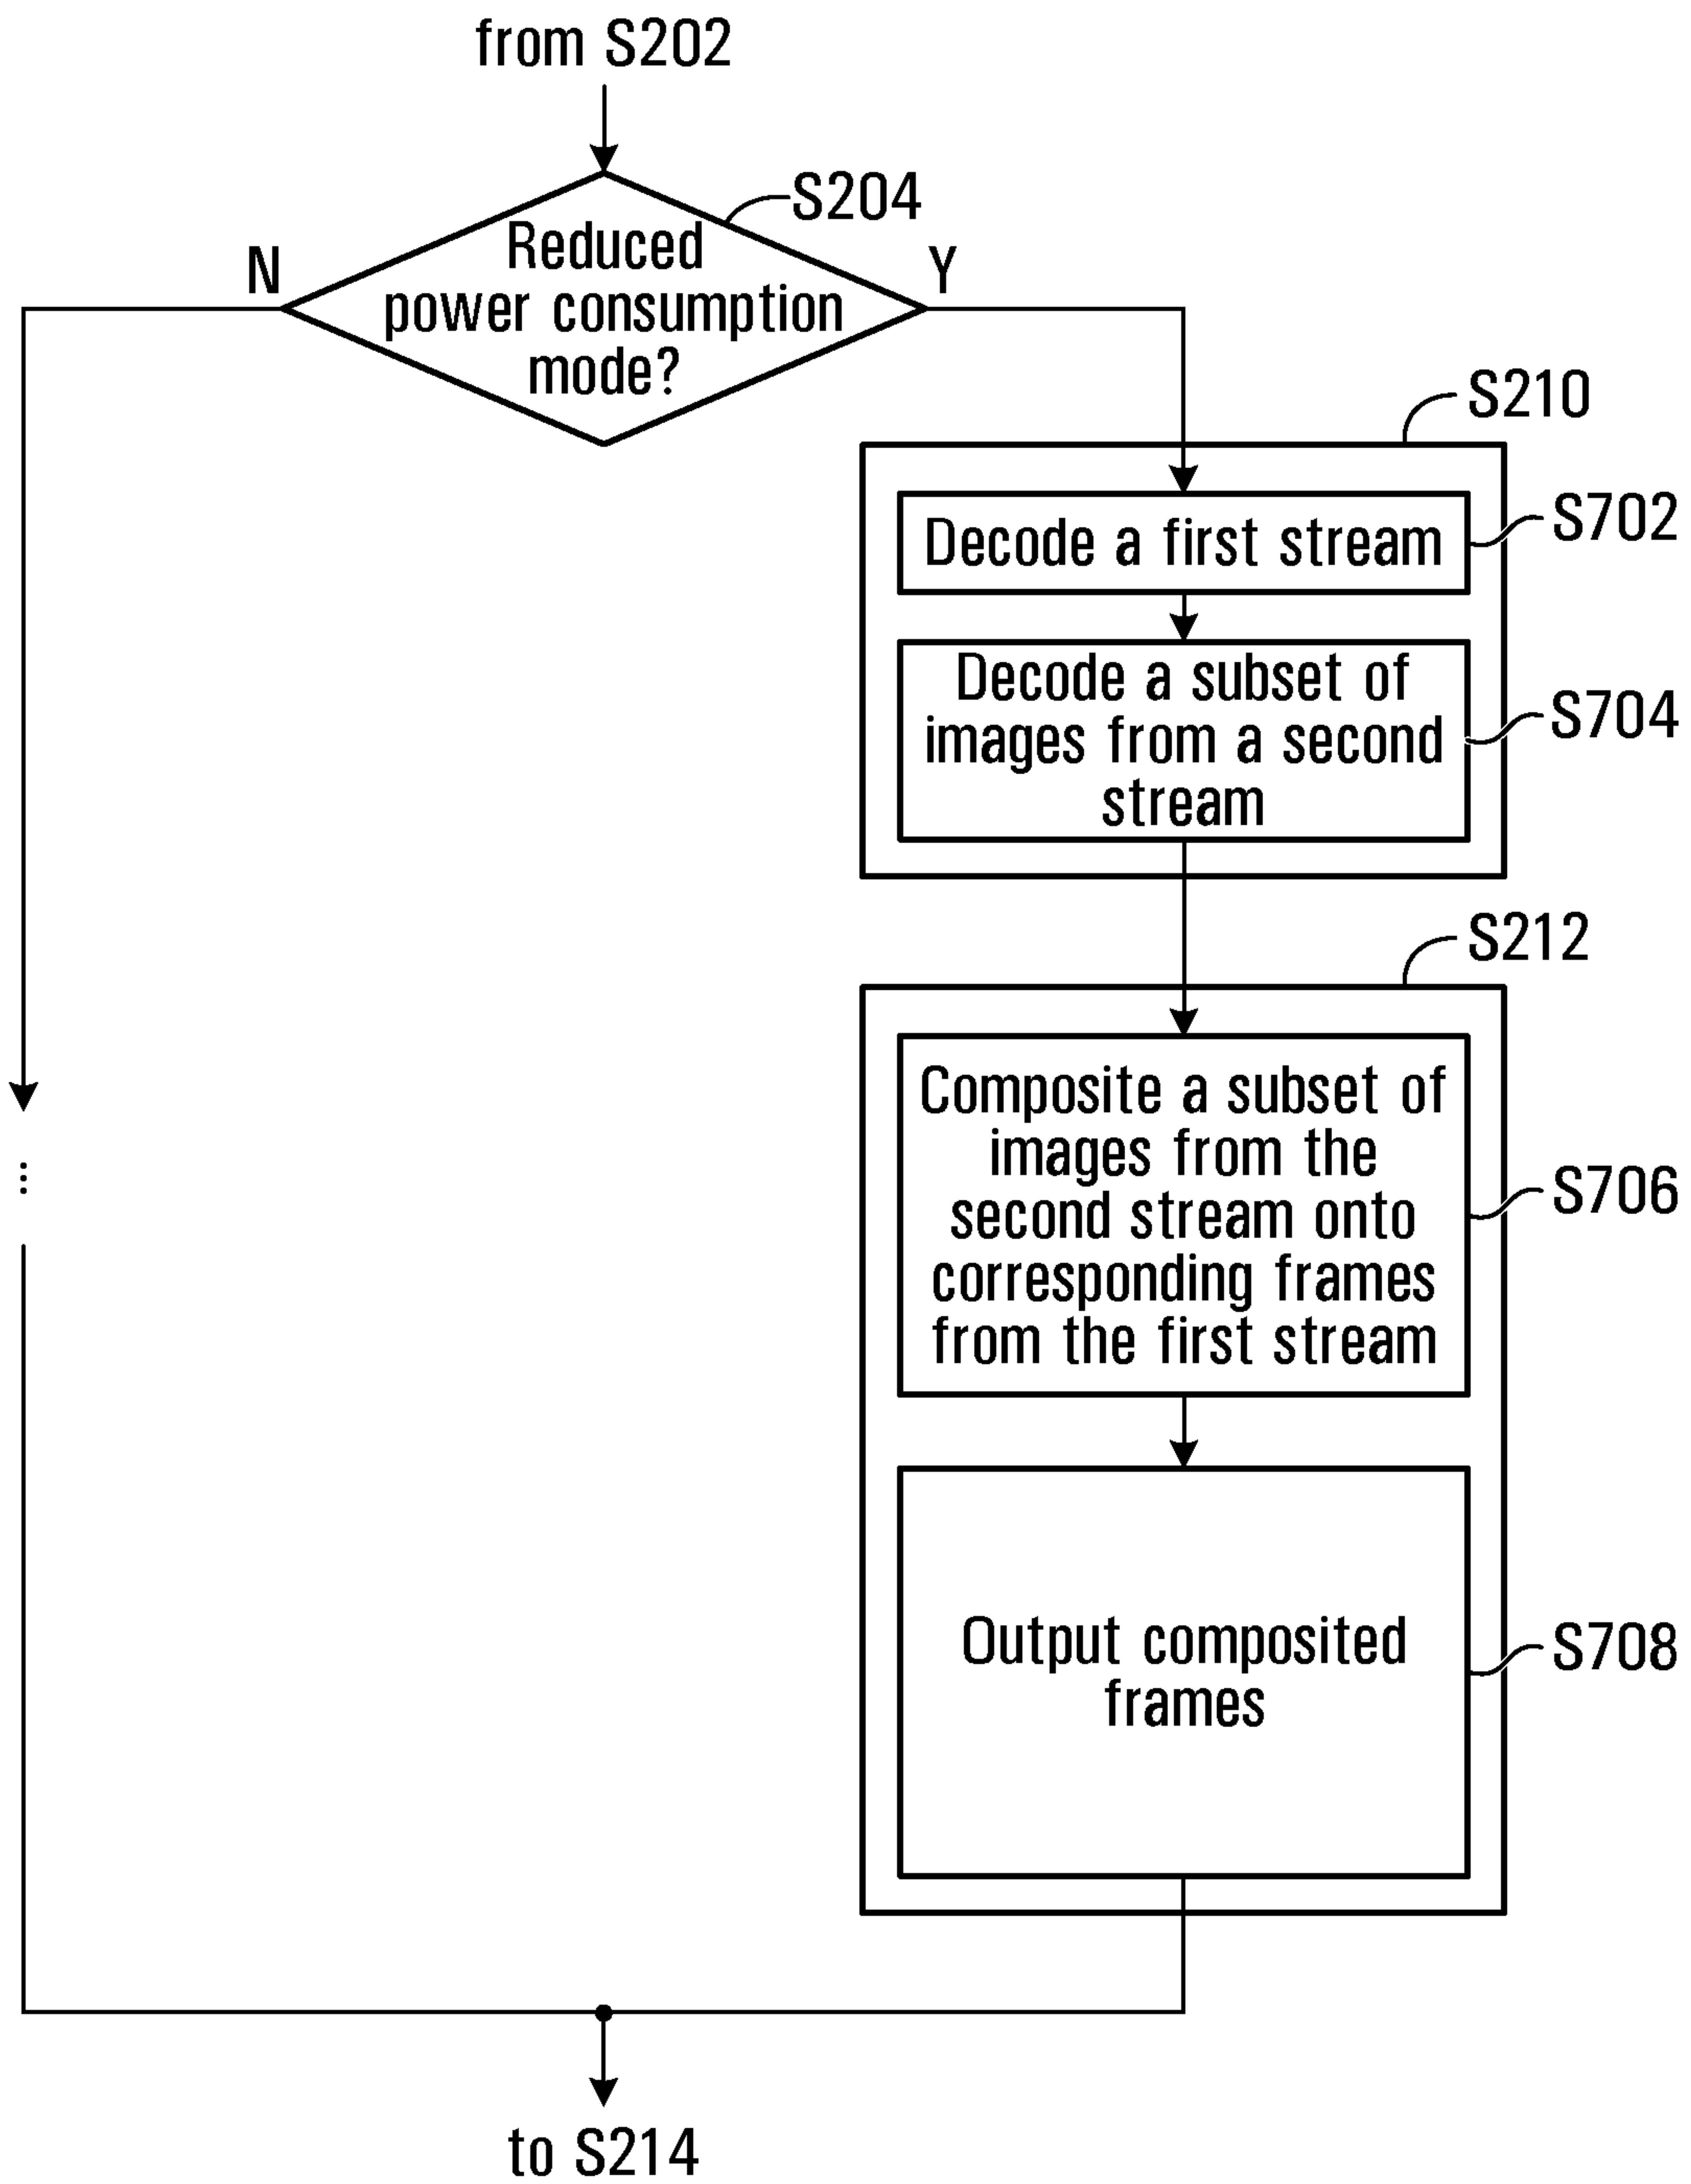 from S202
S204
Reduced
power consumption
mode?
N
Y
S210
Decode a first stream
S702
Decode a subset of
images from a second
stream
S704
S212
Composite a subset of
images from the
second stream onto
corresponding frames
from the first stream
S706
...
Output composited
frames
S708
to S214